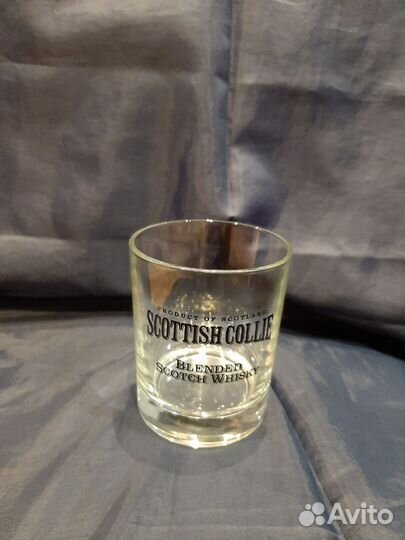 PRODUCT OF SCOTLAND
SCOTTISH COLLIE
BLENDED
SCOTCH WHISKY
Avito